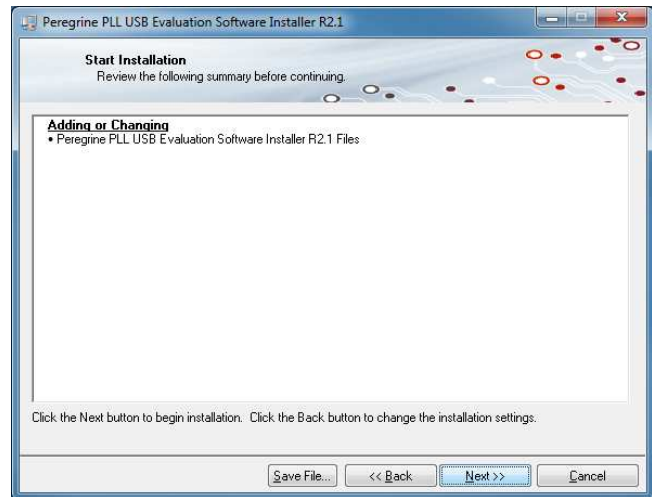 Peregrine PLL USB Evaluation Software Installer R2.1
Start Installation
Review the following summary before continuing.
Adding or Changing
• Peregrine PLL USB Evaluation Software Installer R2.1 Files
Click the Next button to begin installation. Click the Back button to change the installation settings.
Save File... << Back Next >> Cancel